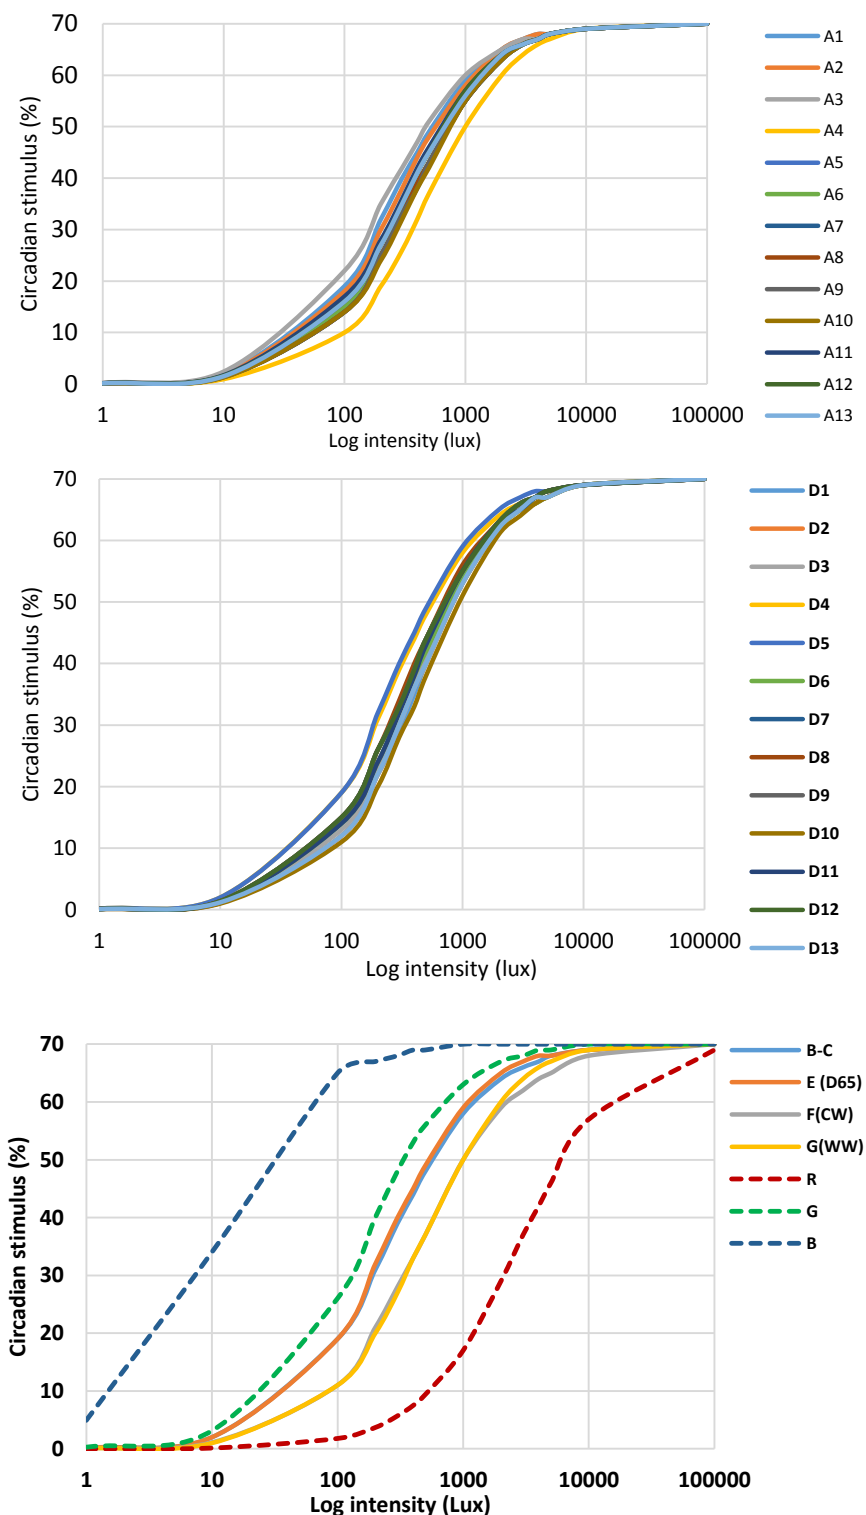 Circadian stimulus (%)
70
60
50
40
30
20
10
0
1
10
100
1000
10000
100000
Log intensity (lux)
A1
A2
A3
A4
A5
A6
A7
A8
A9
A10
A11
A12
A13
Circadian stimulus (%)
70
60
50
40
30
20
10
0
1
10
100
1000
10000
100000
Log intensity (lux)
D1
D2
D3
D4
D5
D6
D7
D8
D9
D10
D11
D12
D13
Circadian stimulus (%)
70
60
50
40
30
20
10
0
1
10
100
1000
10000
100000
Log intensity (Lux)
B-C
E (D65)
F(CW)
G(WW)
R
G
B